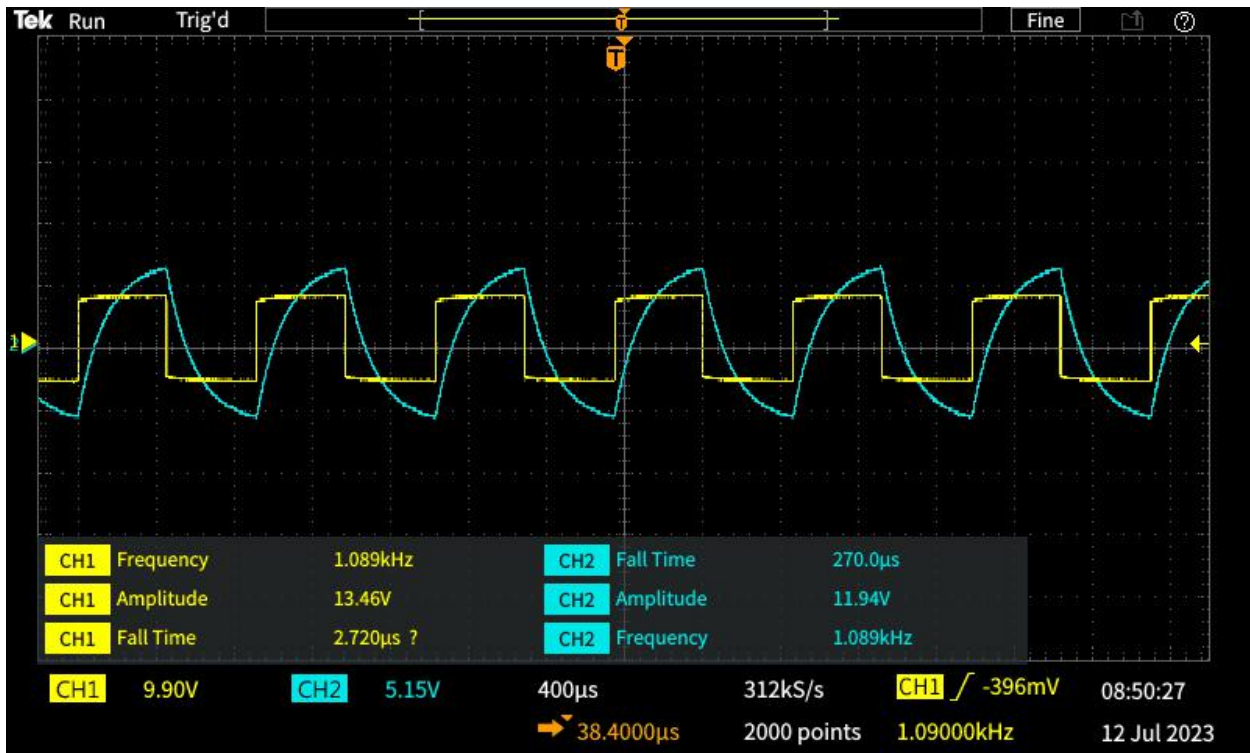 Tek Run Trig'd [ T ] Fine ?
T
1
CH1 Frequency 1.089kHz CH2 Fall Time 270.0µs
CH1 Amplitude 13.46V CH2 Amplitude 11.94V
CH1 Fall Time 2.720µs ? CH2 Frequency 1.089kHz
CH1 9.90V CH2 5.15V 400µs 312kS/s CH1 -396mV 08:50:27
38.4000µs 2000 points 1.09000kHz 12 Jul 2023